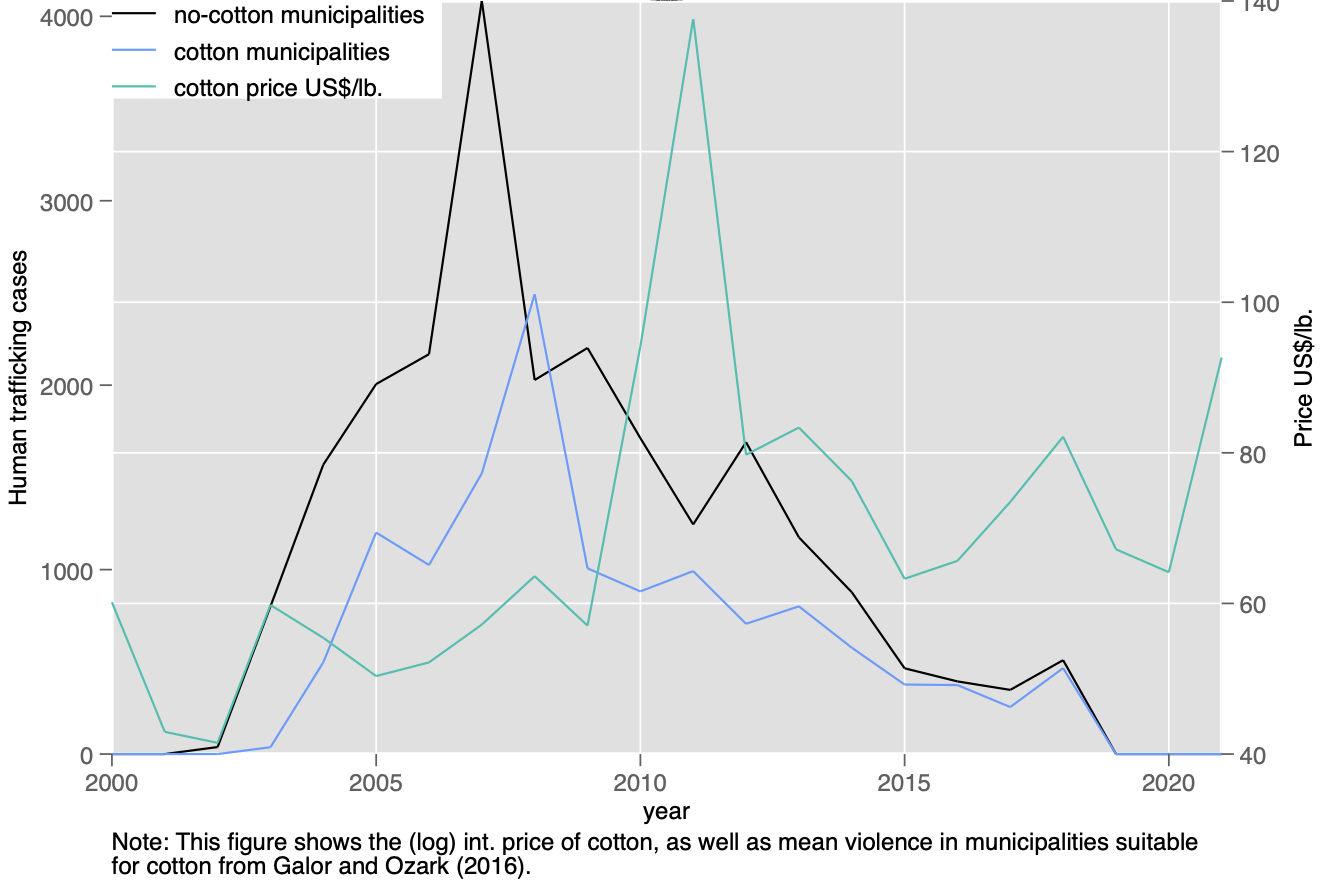 no-cotton municipalities
cotton municipalities
cotton price US$/lb.
4000
3000
2000
1000
0
Human trafficking cases
140
120
100
80
60
40
Price US$/lb.
2000
2005
2010
2015
2020
year
Note: This figure shows the (log) int. price of cotton, as well as mean violence in municipalities suitable
for cotton from Galor and Ozark (2016).